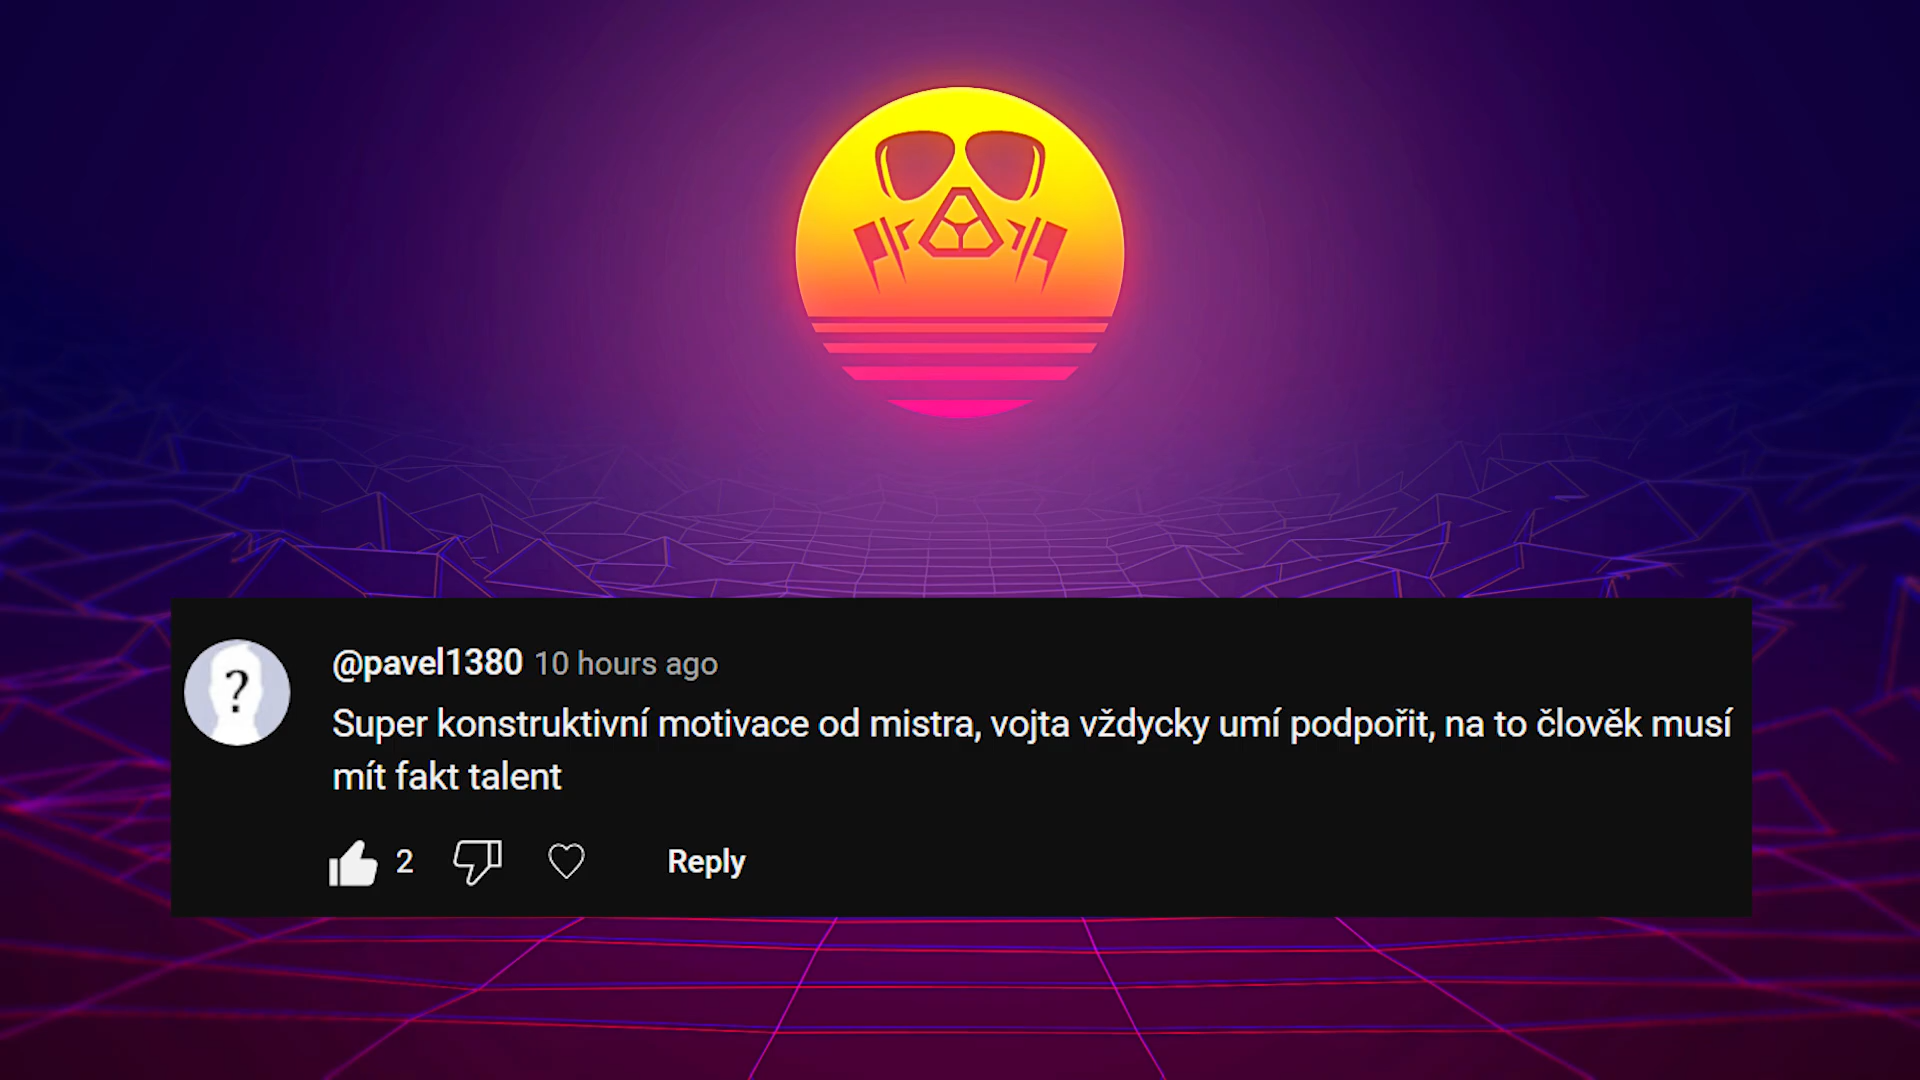 @pavel1380 10 hours ago
Super konstruktivní motivace od mistra, vojta vždycky umí podpořit, na to člověk musí
mít fakt talent
2 Reply
?